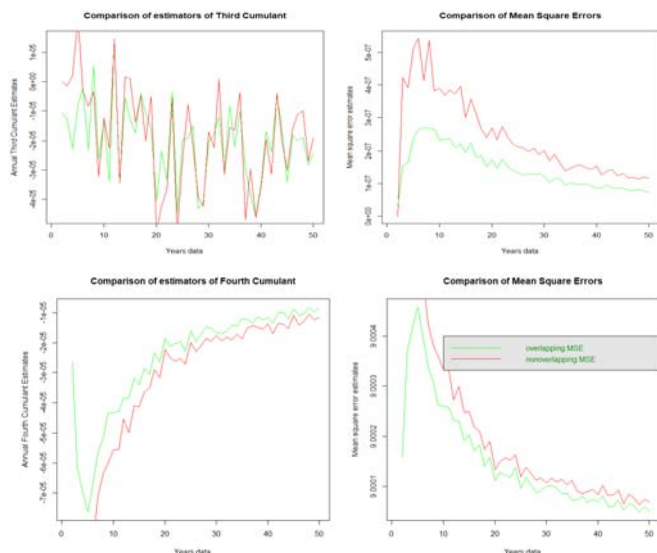 Comparison of estimators of Third Cumulant
Annual Third Cumulant Estimates
1e-05
0e+00
-1e-05
-2e-05
-3e-05
-4e-05
0 10 20 30 40 50
Years data
Comparison of Mean Square Errors
Mean square error estimates
5e-07
4e-07
3e-07
2e-07
1e-07
0e+00
0 10 20 30 40 50
Years data
Comparison of estimators of Fourth Cumulant
Annual Fourth Cumulant Estimates
-1e-05
-2e-05
-3e-05
-4e-05
-5e-05
-6e-05
-7e-05
0 10 20 30 40 50
Years data
Comparison of Mean Square Errors
Mean square error estimates
9.0004
9.0003
9.0002
9.0001
overlapping MSE
nonoverlapping MSE
0 10 20 30 40 50
Years data